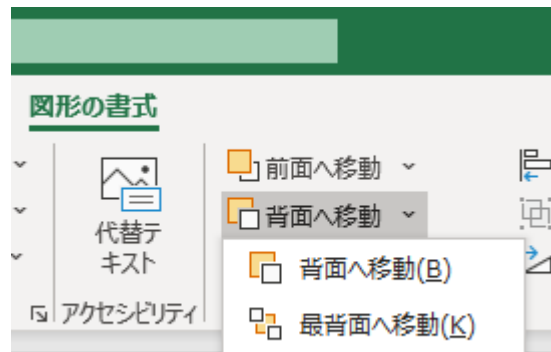 図形の書式
代替テ
キスト
アクセシビリティ
前面へ移動
背面へ移動
背面へ移動(B)
最背面へ移動(K)